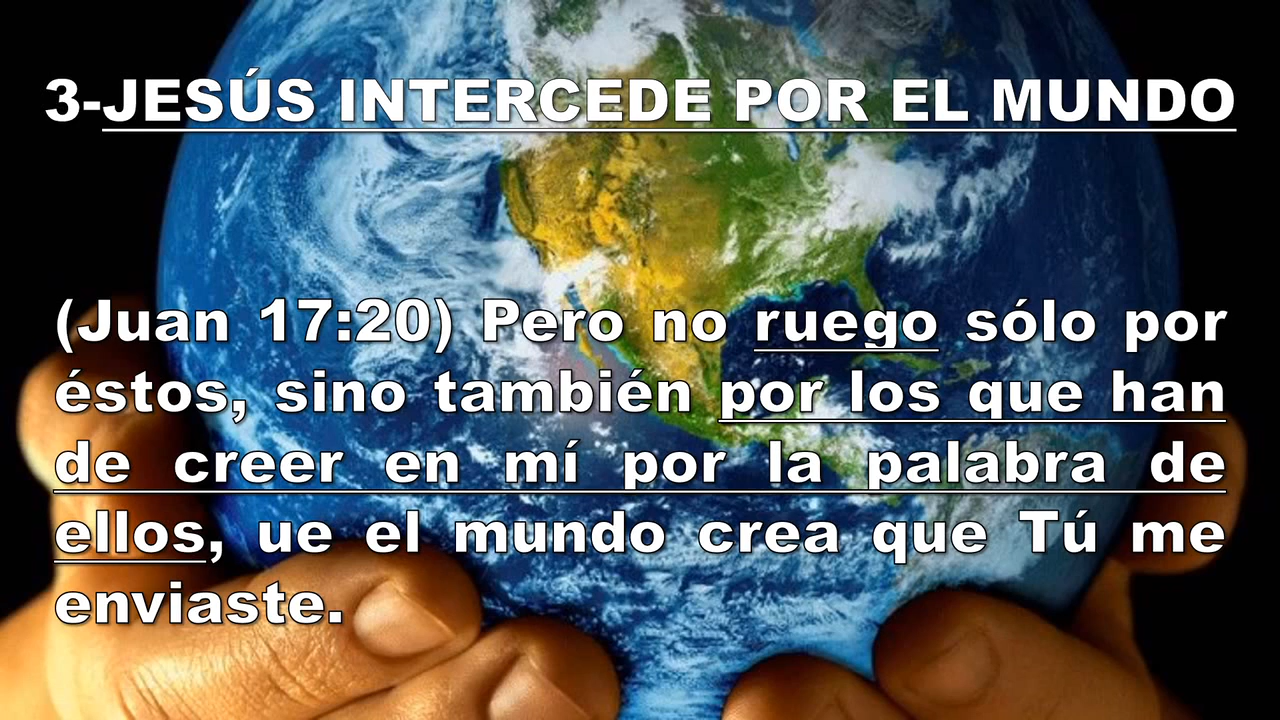 3-JESÚS INTERCEDE POR EL MUNDO
(Juan 17:20) Pero no ruego sólo por
éstos, sino también por los que han
de creer en mí por la palabra de
ellos, ue el mundo crea que Tú me
enviaste.